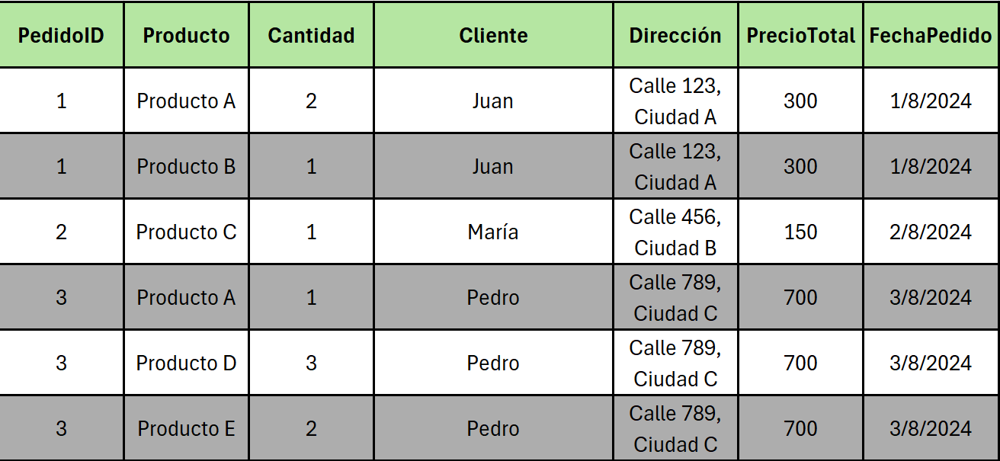 PedidoID Producto Cantidad Cliente Dirección PrecioTotal FechaPedido
1 Producto A 2 Juan Calle 123, Ciudad A 300 1/8/2024
1 Producto B 1 Juan Calle 123, Ciudad A 300 1/8/2024
2 Producto C 1 María Calle 456, Ciudad B 150 2/8/2024
3 Producto A 1 Pedro Calle 789, Ciudad C 700 3/8/2024
3 Producto D 3 Pedro Calle 789, Ciudad C 700 3/8/2024
3 Producto E 2 Pedro Calle 789, Ciudad C 700 3/8/2024